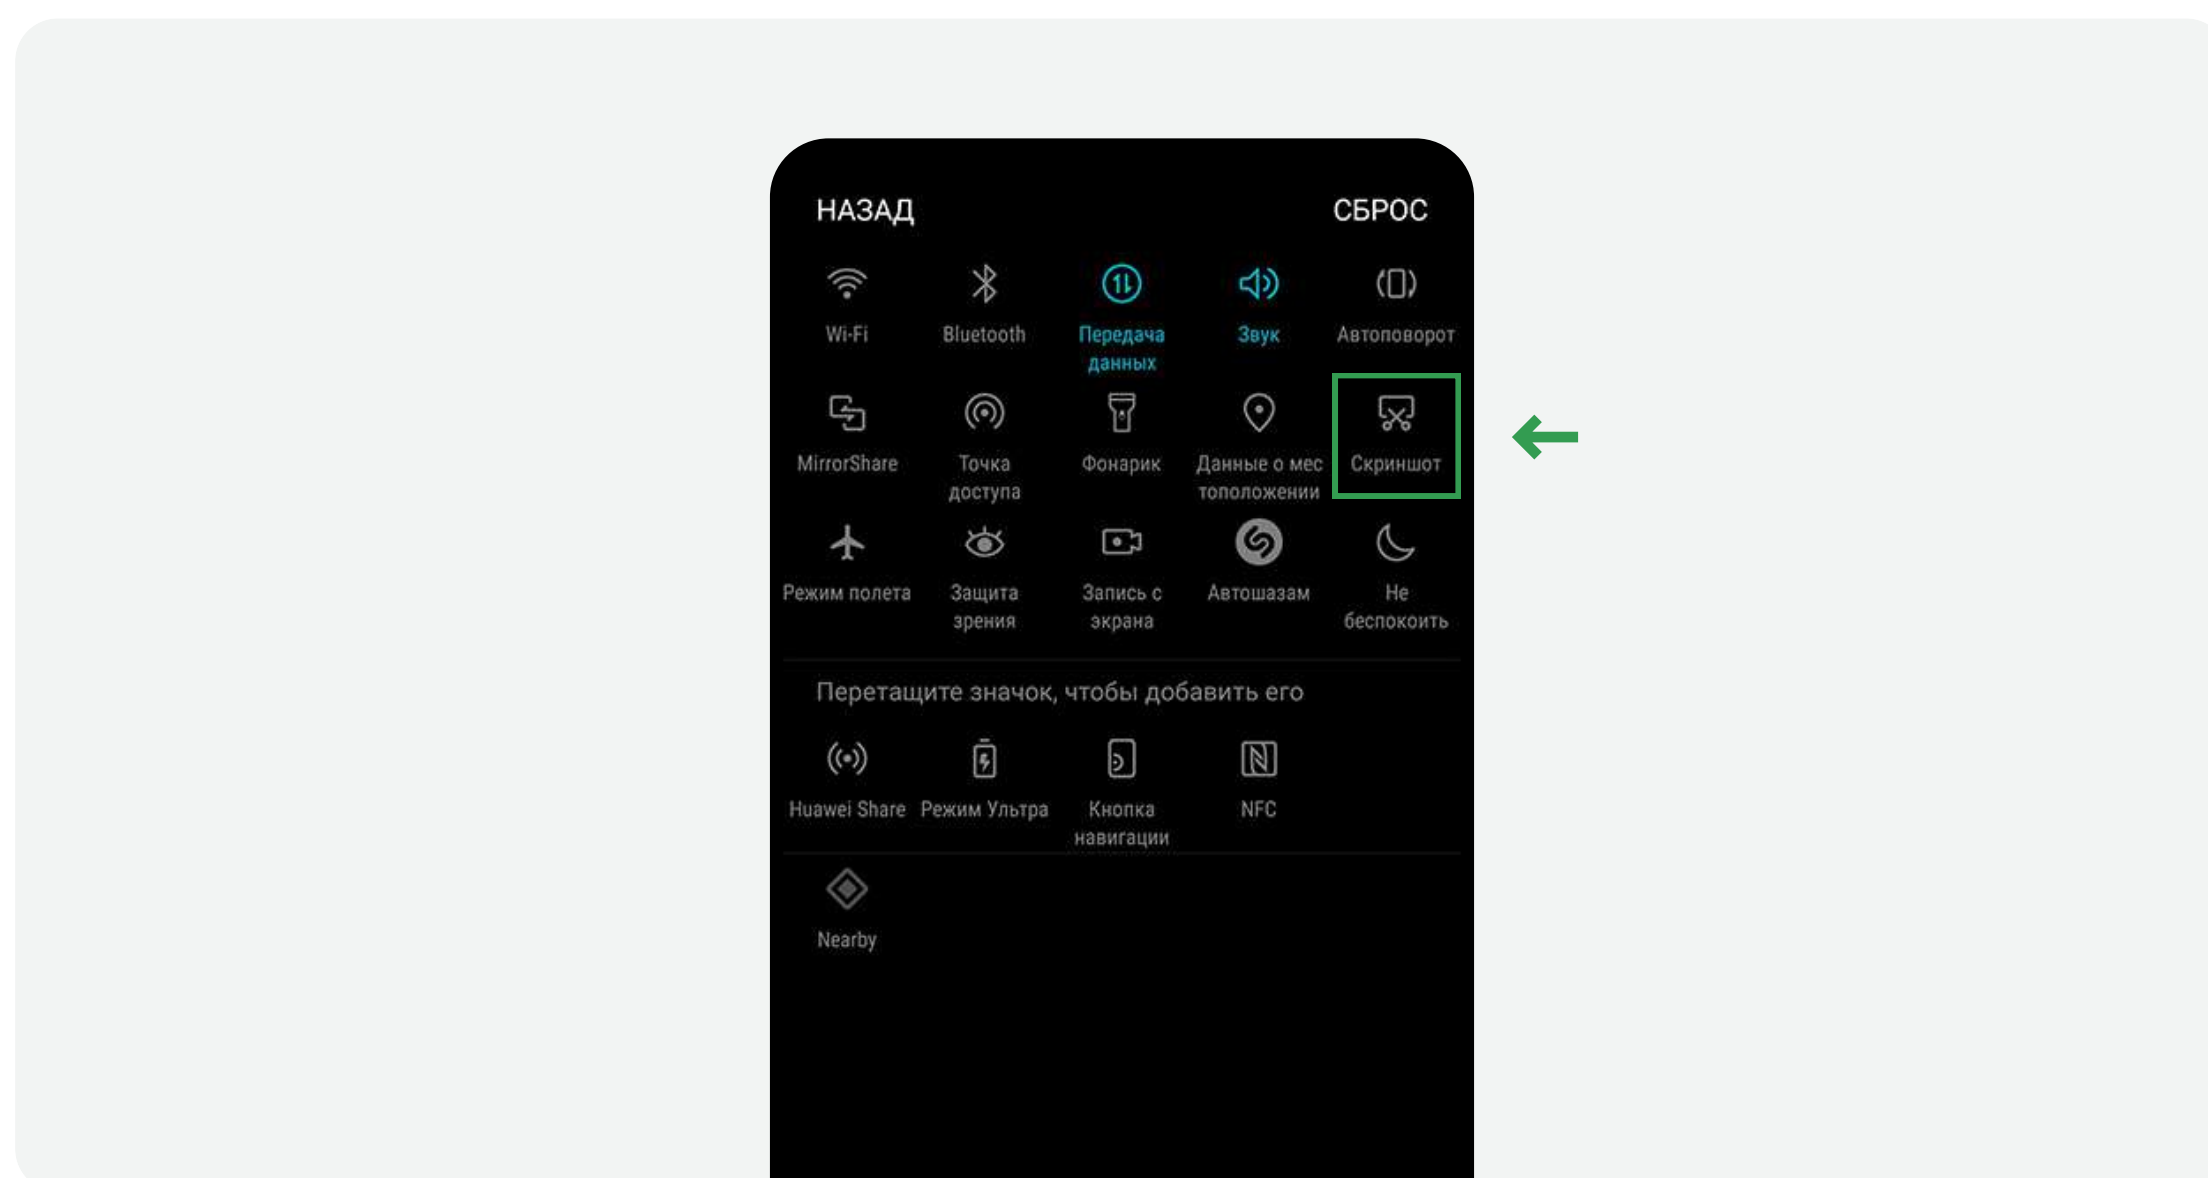 НАЗАД СБРОС
Wi-Fi Bluetooth Передача Звук Автоповорот
данных
MirrorShare Точка Фонарик Данные о мес Скриншот
доступа тоположении
Режим полета Защита Запись с Автошазам Не
зрения экрана беспокоить
Перетащите значок, чтобы добавить его
Huawei Share Режим Ультра Кнопка NFC
навигации
Nearby